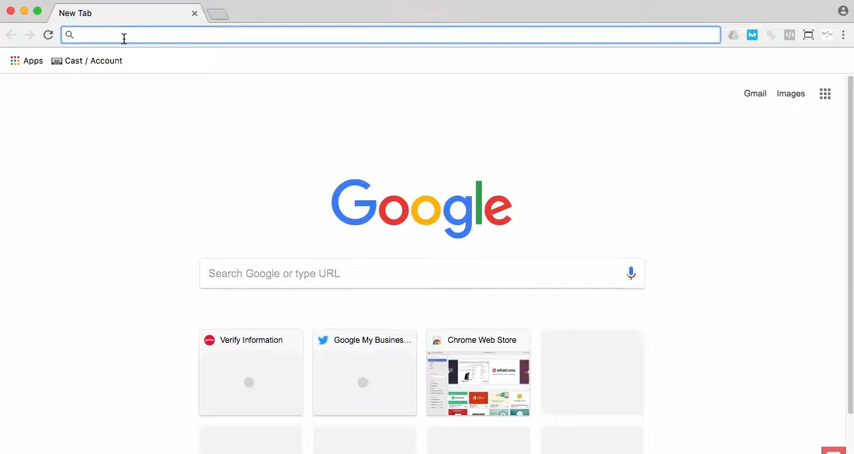 New Tab
Apps Cast / Account
Gmail Images
Google
Search Google or type URL
Verify Information Google My Busines... Chrome Web Store